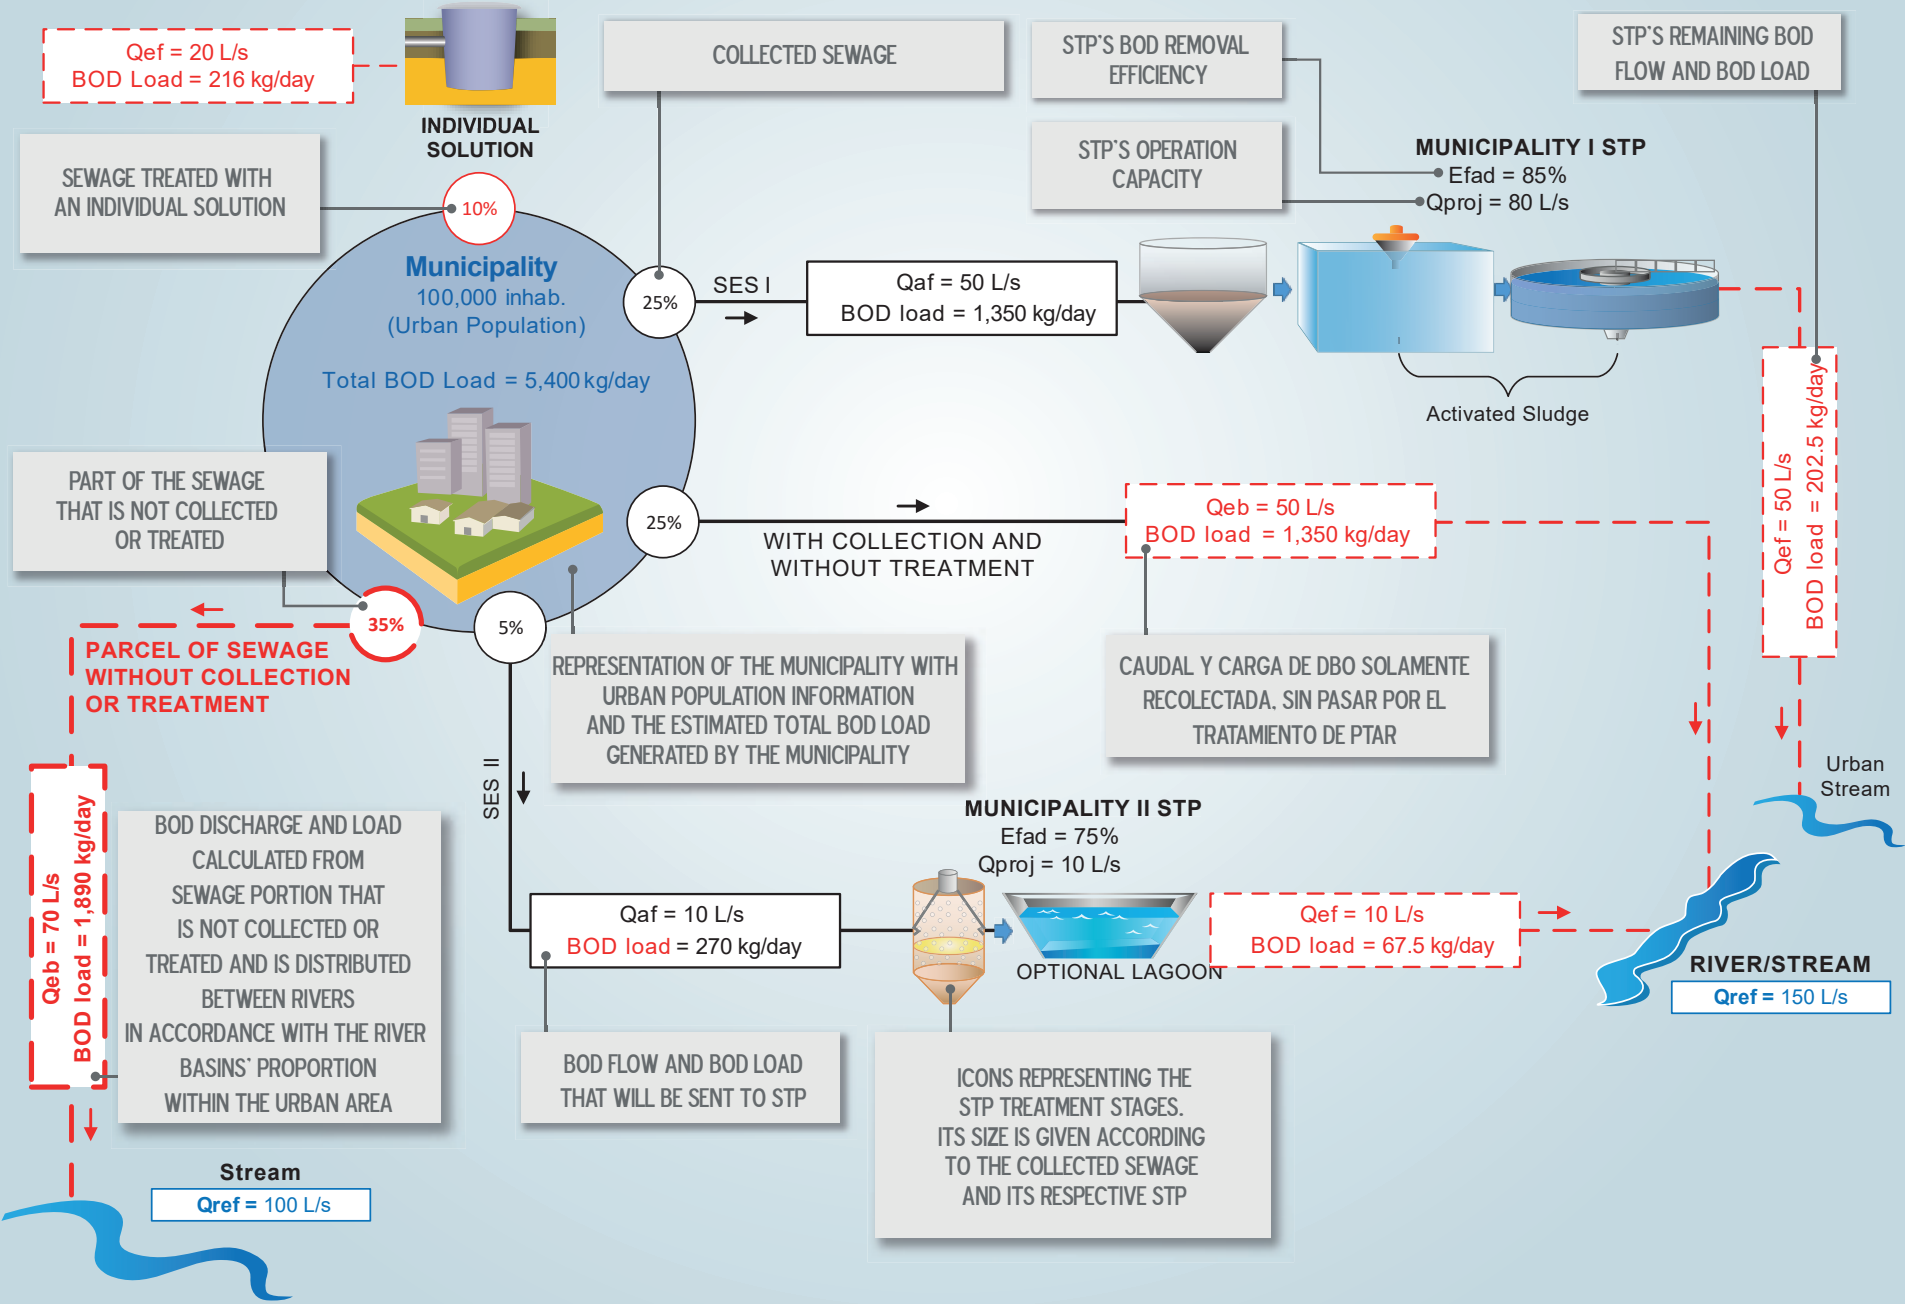 Qef = 20 L/s
BOD Load = 216 kg/day
INDIVIDUAL
SOLUTION
COLLECTED SEWAGE
STP'S BOD REMOVAL
EFFICIENCY
STP'S REMAINING BOD
FLOW AND BOD LOAD
STP'S OPERATION
CAPACITY
MUNICIPALITY I STP
Efad = 85%
Qproj = 80 L/s
SEWAGE TREATED WITH
AN INDIVIDUAL SOLUTION
10%
Municipality
100,000 inhab.
(Urban Population)
Total BOD Load = 5,400 kg/day
25%
SES I
Qaf = 50 L/s
BOD load = 1,350 kg/day
Activated Sludge
Qef = 50 L/s
BOD load = 202.5 kg/day
PART OF THE SEWAGE
THAT IS NOT COLLECTED
OR TREATED
25%
WITH COLLECTION AND
WITHOUT TREATMENT
Qeb = 50 L/s
BOD load = 1,350 kg/day
35%
5%
PARCEL OF SEWAGE
WITHOUT COLLECTION
OR TREATMENT
REPRESENTATION OF THE MUNICIPALITY WITH
URBAN POPULATION INFORMATION
AND THE ESTIMATED TOTAL BOD LOAD
GENERATED BY THE MUNICIPALITY
CAUDAL Y CARGA DE DBO SOLAMENTE
RECOLECTADA, SIN PASAR POR EL
TRATAMIENTO DE PTAR
Urban
Stream
SES II
Qeb = 70 L/s
BOD load = 1,890 kg/day
BOD DISCHARGE AND LOAD
CALCULATED FROM
SEWAGE PORTION THAT
IS NOT COLLECTED OR
TREATED AND IS DISTRIBUTED
BETWEEN RIVERS
IN ACCORDANCE WITH THE RIVER
BASINS' PROPORTION
WITHIN THE URBAN AREA
MUNICIPALITY II STP
Efad = 75%
Qproj = 10 L/s
Qaf = 10 L/s
BOD load = 270 kg/day
OPTIONAL LAGOON
Qef = 10 L/s
BOD load = 67.5 kg/day
RIVER/STREAM
Qref = 150 L/s
BOD FLOW AND BOD LOAD
THAT WILL BE SENT TO STP
ICONS REPRESENTING THE
STP TREATMENT STAGES.
ITS SIZE IS GIVEN ACCORDING
TO THE COLLECTED SEWAGE
AND ITS RESPECTIVE STP
Stream
Qref = 100 L/s